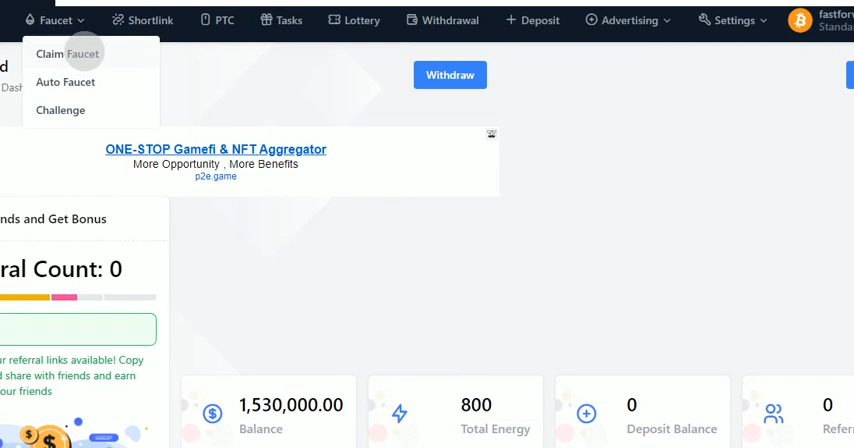 Faucet Shortlink PTC Tasks Lottery Withdrawal Deposit Advertising Settings fastforw
Standa
Claim Faucet
Auto Faucet
Challenge
d
Dash
Withdraw
ONE-STOP Gamefi & NFT Aggregator
More Opportunity , More Benefits
p2e.game
nds and Get Bonus
ral Count: 0
ur referral links available! Copy
d share with friends and earn
our friends
1,530,000.00
Balance
800
Total Energy
0
Deposit Balance
0
Referr